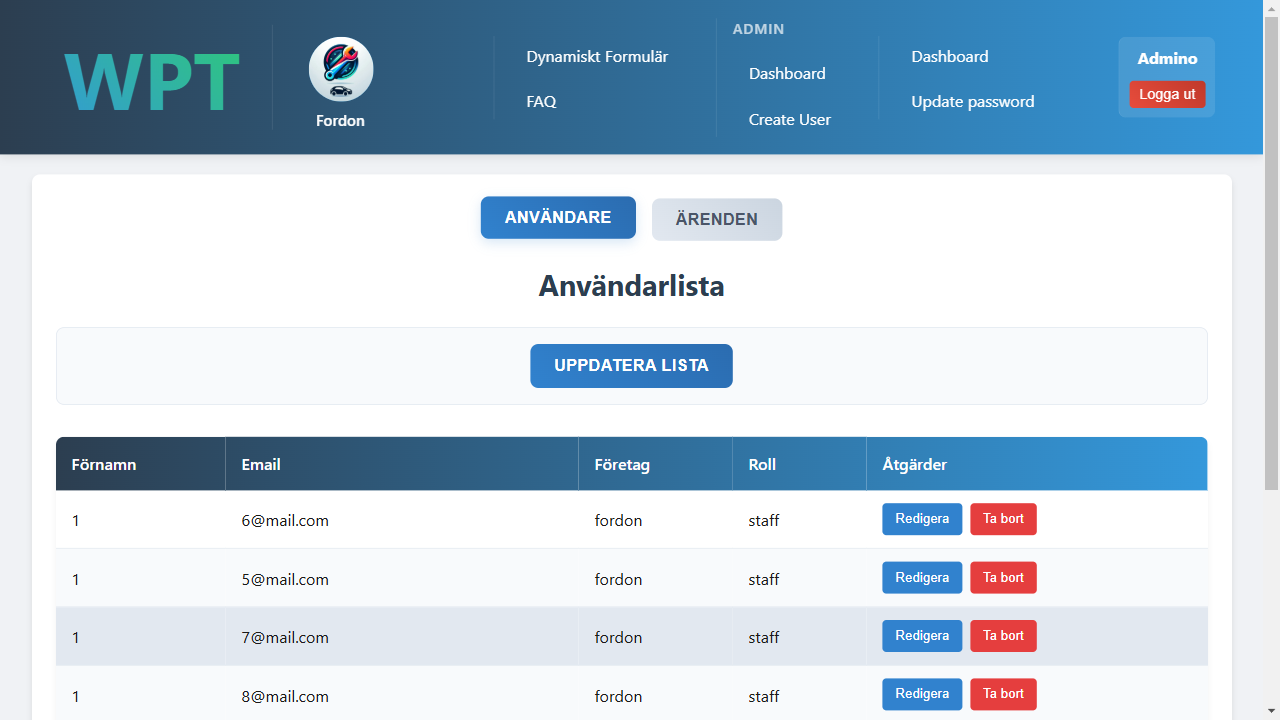 WPT
Fordon
Dynamiskt Formulär
FAQ
ADMIN
Dashboard
Create User
Dashboard
Update password
Admino
Logga ut
ANVÄNDARE
ÄRENDEN
Användarlista
UPPDATERA LISTA
Förnamn Email Företag Roll Åtgärder
1 6@mail.com fordon staff Redigera Ta bort
1 5@mail.com fordon staff Redigera Ta bort
1 7@mail.com fordon staff Redigera Ta bort
1 8@mail.com fordon staff Redigera Ta bort